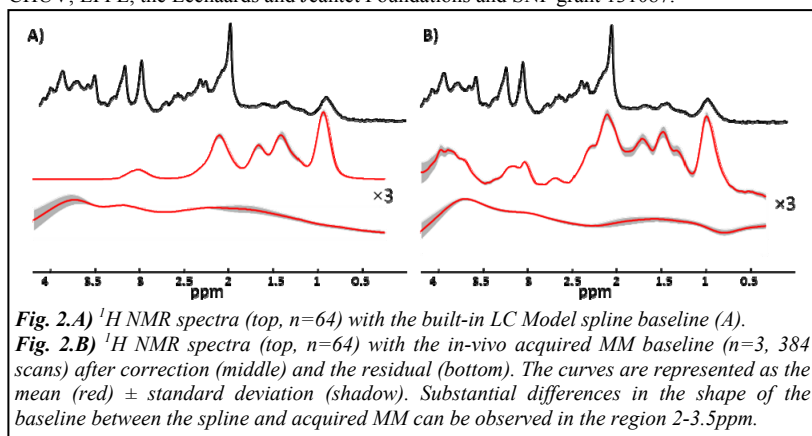 CHUV, EPFL, the Leenaards and Jeantet Foundations and SNF grant 131087.
A)
B)
×3
×3
4 3.5 3 2.5 2 1.5 1 0.5
4 3.5 3 2.5 2 1.5 1 0.5
ppm
ppm
Fig. 2.A) ¹H NMR spectra (top, n=64) with the built-in LC Model spline baseline (A).
Fig. 2.B) ¹H NMR spectra (top, n=64) with the in-vivo acquired MM baseline (n=3, 384
scans) after correction (middle) and the residual (bottom). The curves are represented as the
mean (red) ± standard deviation (shadow). Substantial differences in the shape of the
baseline between the spline and acquired MM can be observed in the region 2-3.5ppm.